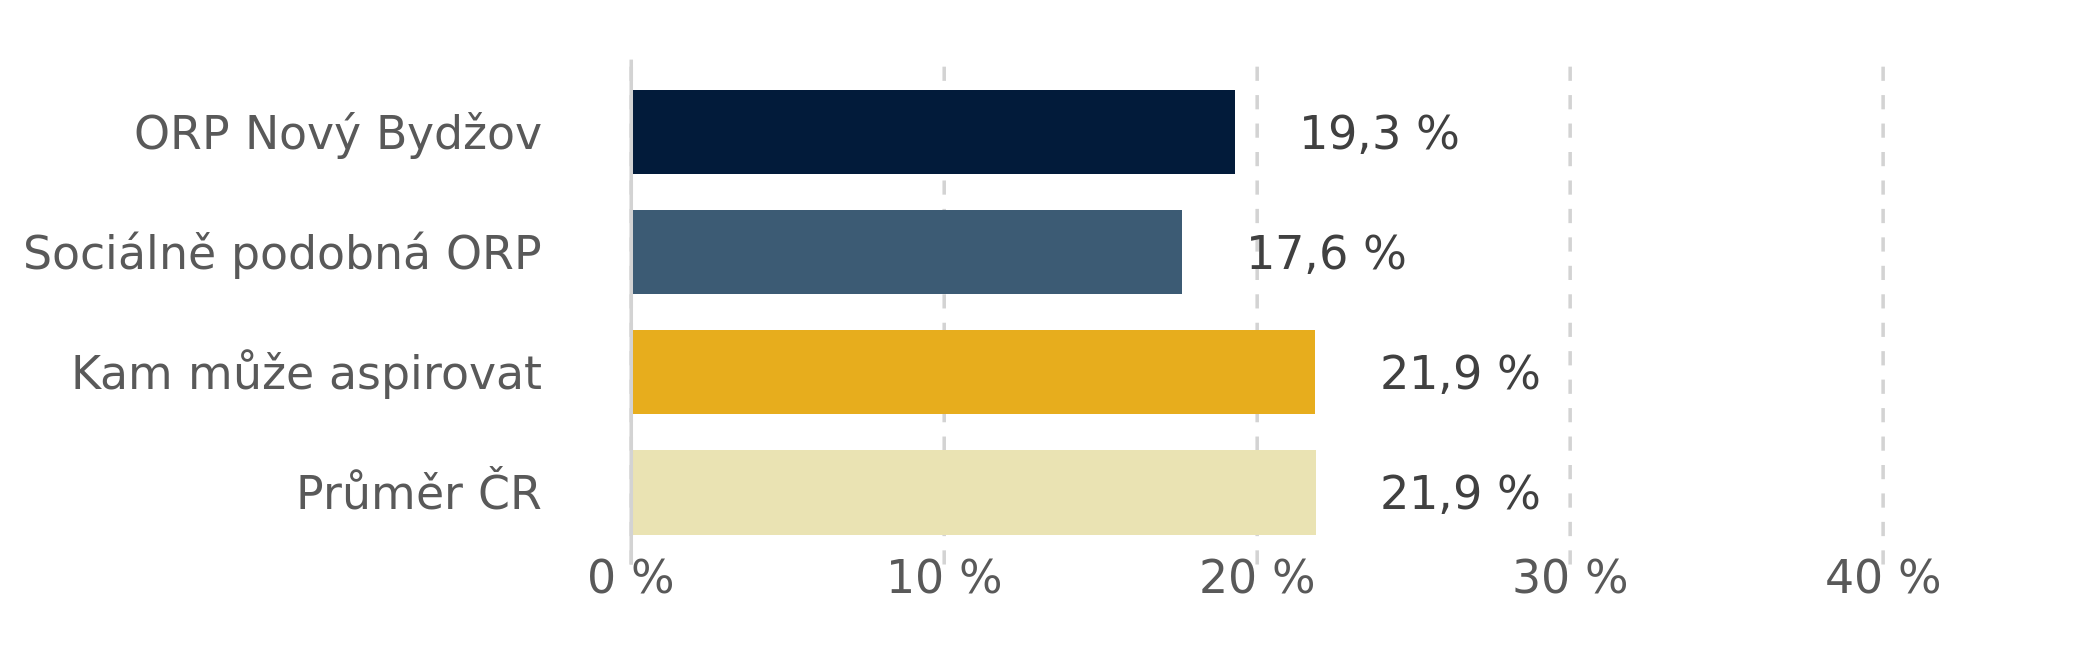 ORP Nový Bydžov
19,3 %
Sociálně podobná ORP
17,6 %
Kam může aspirovat
21,9 %
Průměr ČR
21,9 %
0 %
10 %
20 %
30 %
40 %